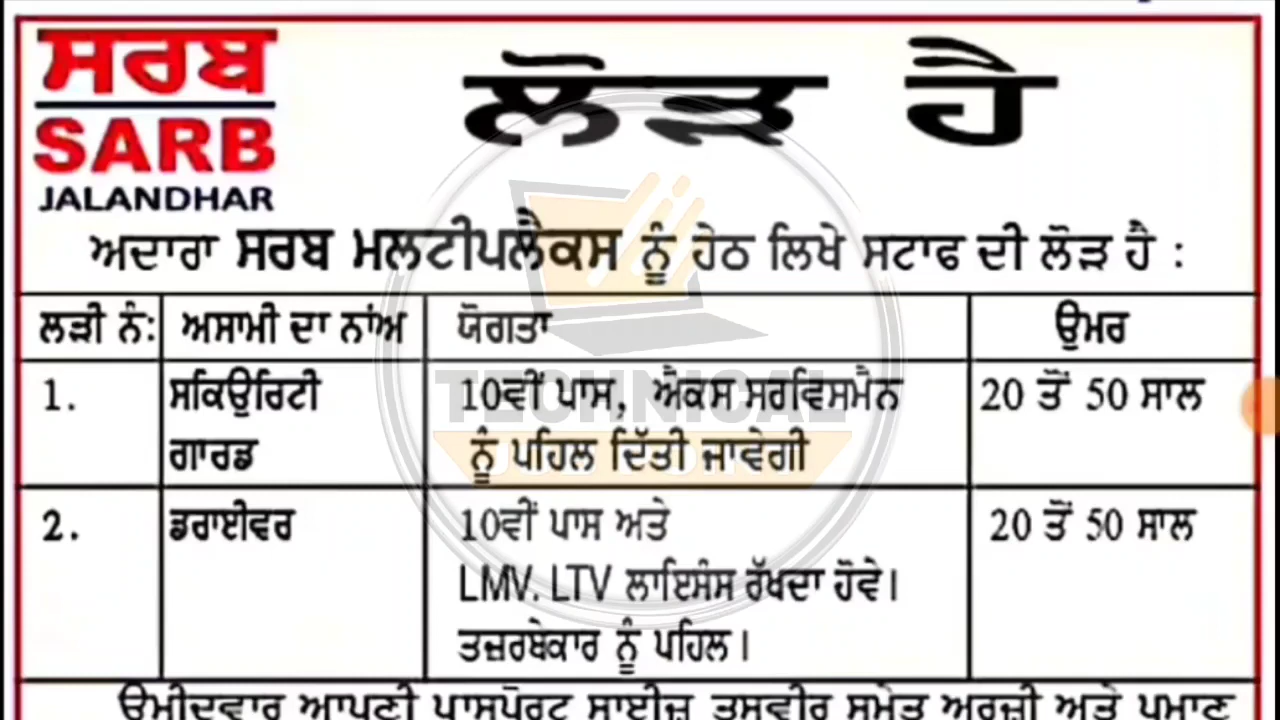 ਸਰਬ
SARB
JALANDHAR
ਲੋੜ ਹੈ
ਅਦਾਰਾ ਸਰਬ ਮਲਟੀਪਲੈਕਸ ਨੂੰ ਹੇਠ ਲਿਖੇ ਸਟਾਫ ਦੀ ਲੋੜ ਹੈ :
ਲੜੀ ਨੰ: ਅਸਾਮੀ ਦਾ ਨਾਂਅ ਯੋਗਤਾ ਉਮਰ
1. ਸਕਿਉਰਿਟੀ 10ਵੀਂ ਪਾਸ, ਐਕਸ ਸਰਵਿਸਮੈਨ 20 ਤੋਂ 50 ਸਾਲ
ਗਾਰਡ ਨੂੰ ਪਹਿਲ ਦਿੱਤੀ ਜਾਵੇਗੀ
2. ਡਰਾਈਵਰ 10ਵੀਂ ਪਾਸ ਅਤੇ 20 ਤੋਂ 50 ਸਾਲ
LMV. LTV ਲਾਇਸੰਸ ਰੱਖਦਾ ਹੋਵੇ।
ਤਜ਼ਰਬੇਕਾਰ ਨੂੰ ਪਹਿਲ।
ਉਮੀਦਵਾਰ ਆਪਣੀ ਪਾਸਪੋਰਟ ਸਾਈਜ਼ ਤਸਵੀਰ ਸਮੇਤ ਅਰਜ਼ੀ ਅਤੇ ਪ੍ਰਮਾਣ
TECHNICAL